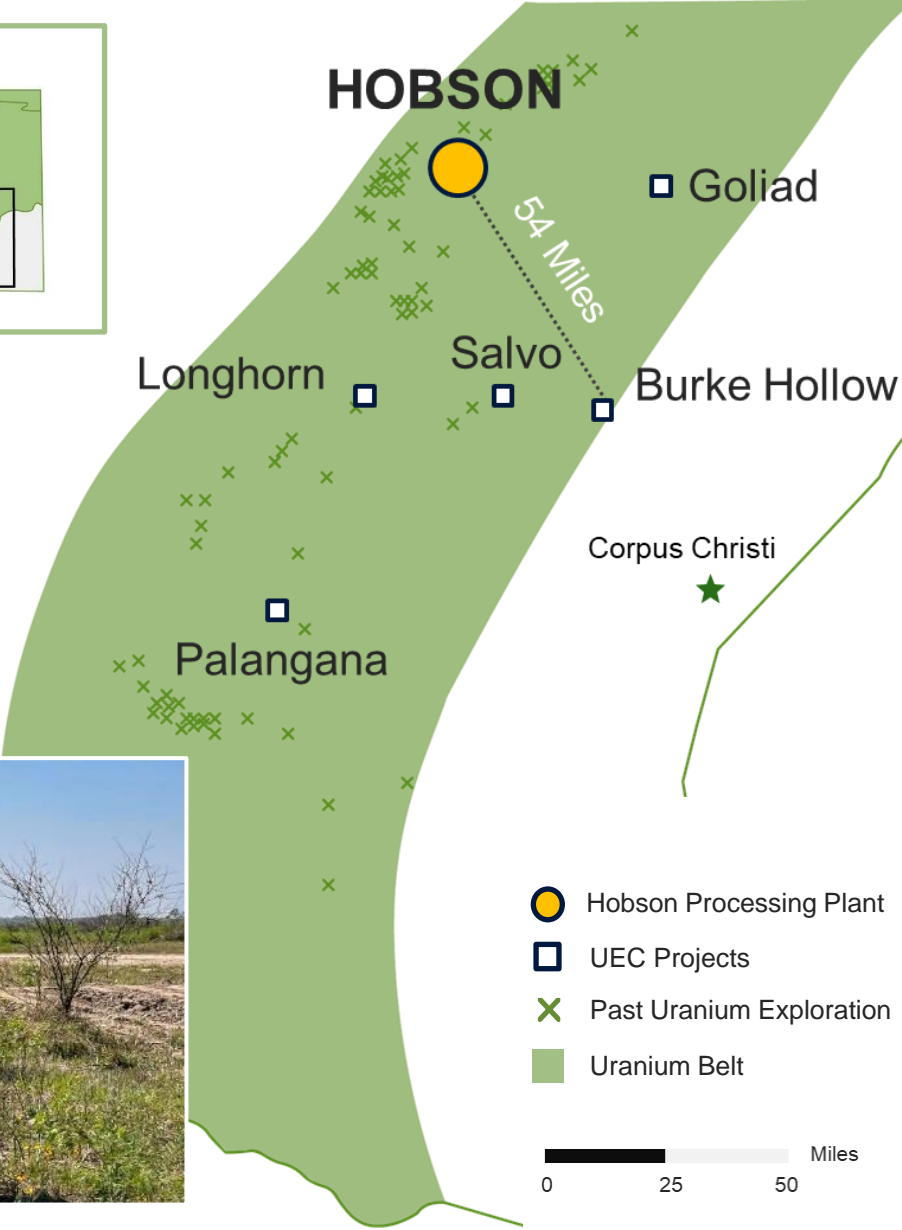 HOBSON
Goliad
54 Miles
Salvo
Longhorn
Burke Hollow
Corpus Christi
Palangana
Hobson Processing Plant
UEC Projects
Past Uranium Exploration
Uranium Belt
Miles
0 25 50